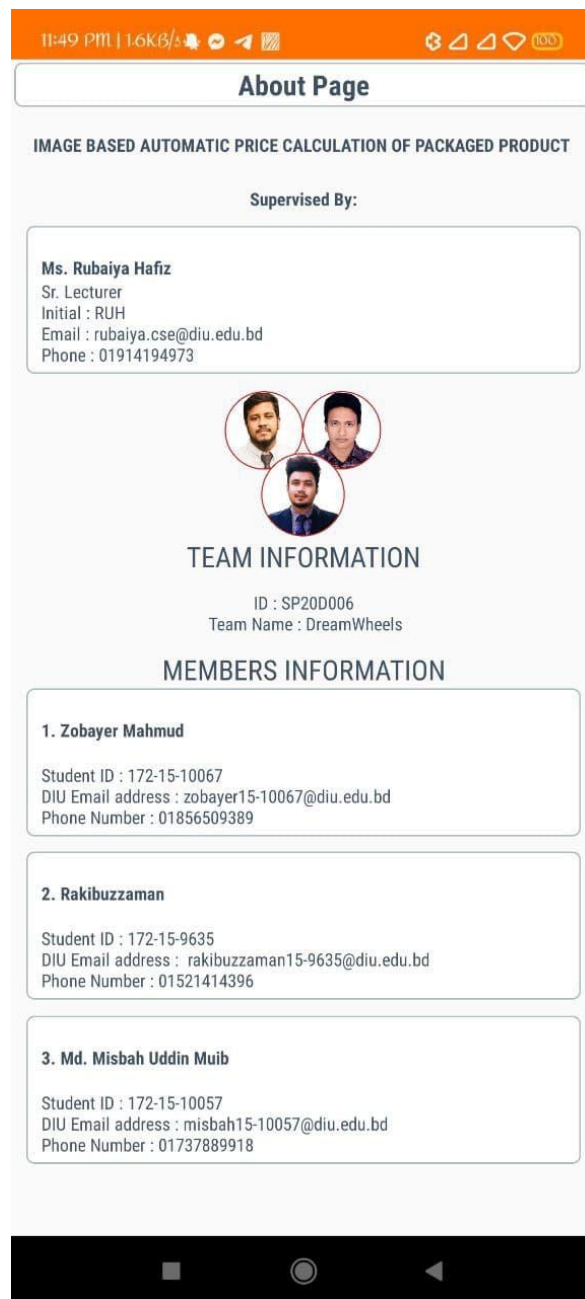 11:49 PM | 1.6KB/s
100
About Page
IMAGE BASED AUTOMATIC PRICE CALCULATION OF PACKAGED PRODUCT
Supervised By:
Ms. Rubaiya Hafiz
Sr. Lecturer
Initial : RUH
Email : rubaiya.cse@diu.edu.bd
Phone : 01914194973
TEAM INFORMATION
ID : SP20D006
Team Name : DreamWheels
MEMBERS INFORMATION
1. Zobayer Mahmud
Student ID : 172-15-10067
DIU Email address : zobayer15-10067@diu.edu.bd
Phone Number : 01856509389
2. Rakibuzzaman
Student ID : 172-15-9635
DIU Email address :  rakibuzzaman15-9635@diu.edu.bd
Phone Number : 01521414396
3. Md. Misbah Uddin Muib
Student ID : 172-15-10057
DIU Email address : misbah15-10057@diu.edu.bd
Phone Number : 01737889918